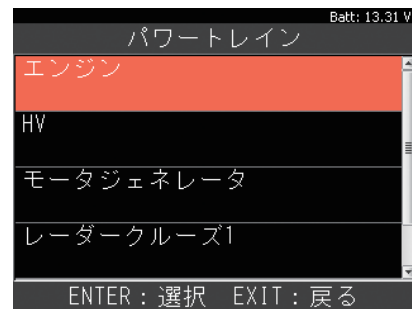 Batt: 13.31 V
パワートレイン
エンジン
HV
モータジェネレータ
レーダークルーズ1
ENTER：選択 EXIT：戻る